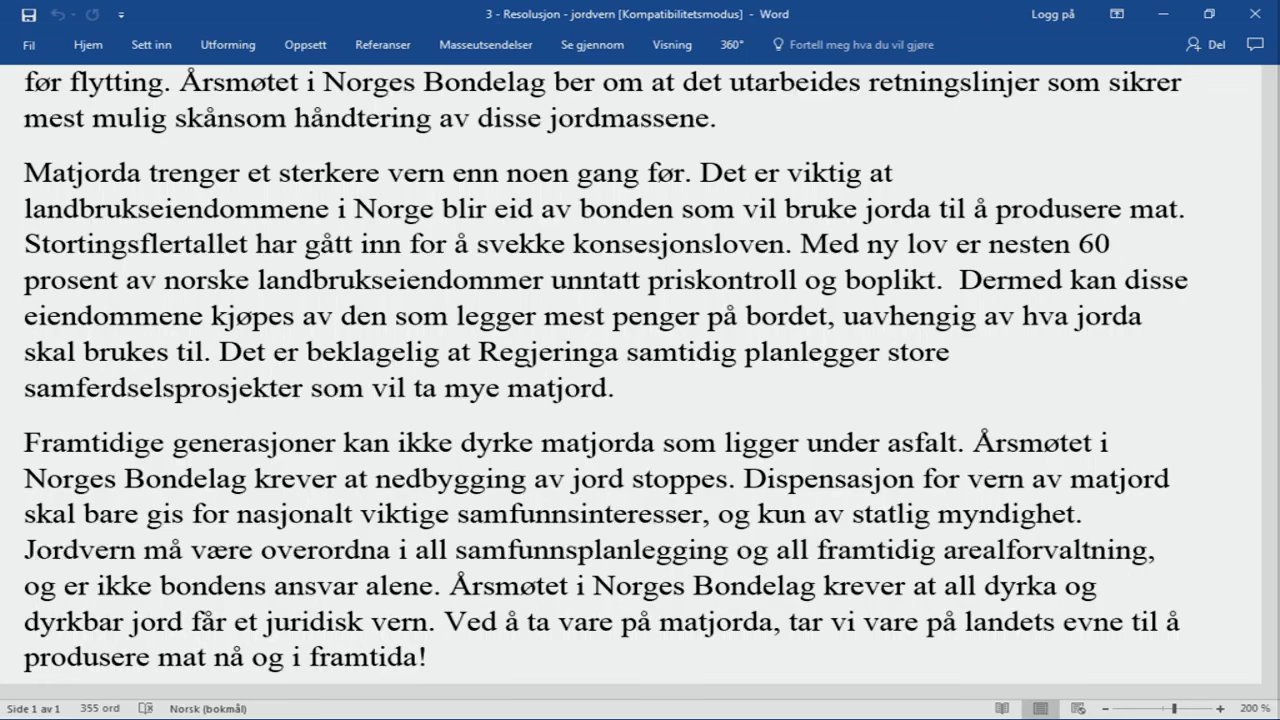 3 - Resolusjon - jordvern [Kompatibilitetsmodus] - Word
Logg på
Fil Hjem Sett inn Utforming Oppsett Referanser Masseutsendelser Se gjennom Visning 360° Fortell meg hva du vil gjøre Del
før flytting. Årsmøtet i Norges Bondelag ber om at det utarbeides retningslinjer som sikrer
mest mulig skånsom håndtering av disse jordmassene.
Matjorda trenger et sterkere vern enn noen gang før. Det er viktig at
landbrukseiendommene i Norge blir eid av bonden som vil bruke jorda til å produsere mat.
Stortingsflertallet har gått inn for å svekke konsesjonsloven. Med ny lov er nesten 60
prosent av norske landbrukseiendommer unntatt priskontroll og boplikt.  Dermed kan disse
eiendommene kjøpes av den som legger mest penger på bordet, uavhengig av hva jorda
skal brukes til. Det er beklagelig at Regjeringa samtidig planlegger store
samferdselsprosjekter som vil ta mye matjord.
Framtidige generasjoner kan ikke dyrke matjorda som ligger under asfalt. Årsmøtet i
Norges Bondelag krever at nedbygging av jord stoppes. Dispensasjon for vern av matjord
skal bare gis for nasjonalt viktige samfunnsinteresser, og kun av statlig myndighet.
Jordvern må være overordna i all samfunnsplanlegging og all framtidig arealforvaltning,
og er ikke bondens ansvar alene. Årsmøtet i Norges Bondelag krever at all dyrka og
dyrkbar jord får et juridisk vern. Ved å ta vare på matjorda, tar vi vare på landets evne til å
produsere mat nå og i framtida!
Side 1 av 1 355 ord Norsk (bokmål) 200 %